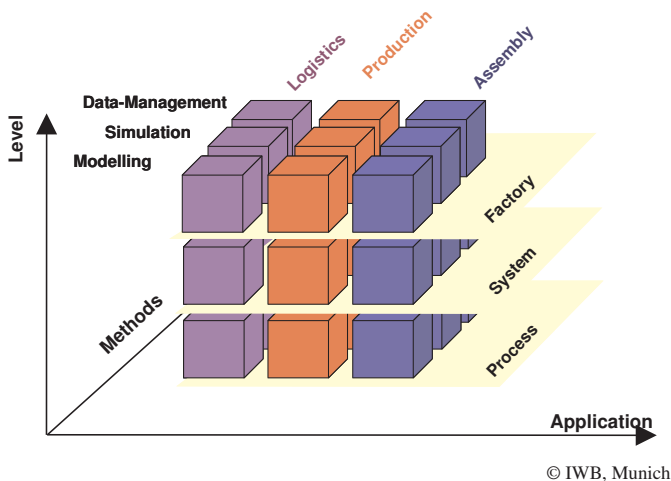 Logistics
Production
Assembly
Data-Management
Simulation
Modelling
Level
Factory
System
Process
Methods
Application
© IWB, Munich